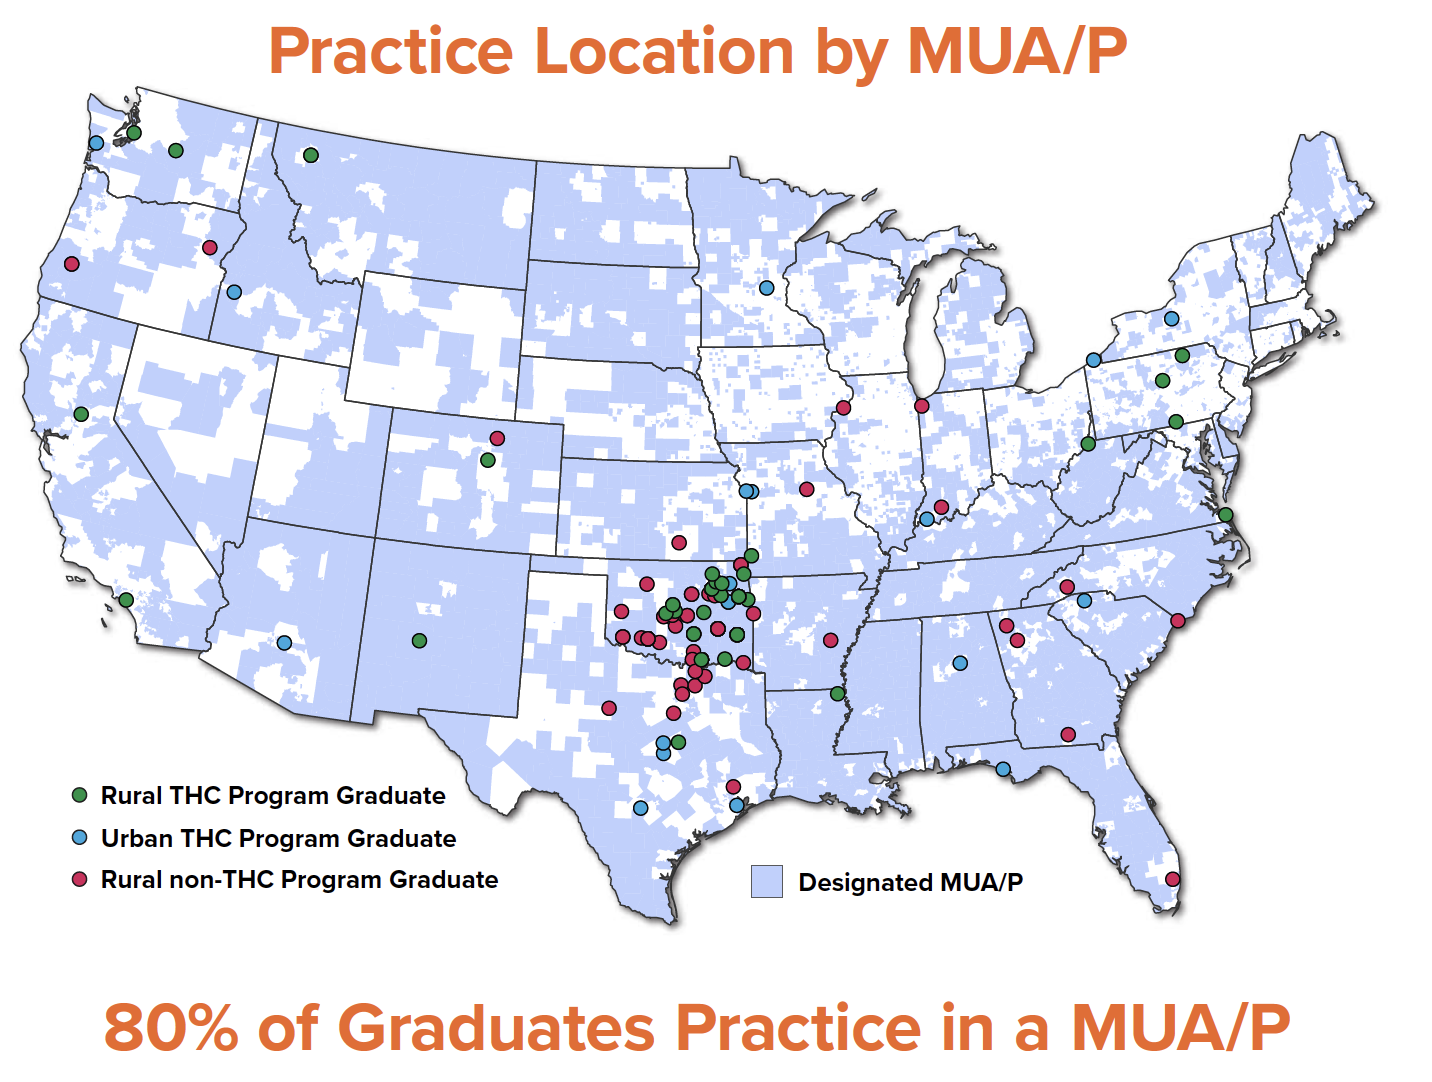 Practice Location by MUA/P
Rural THC Program Graduate
Urban THC Program Graduate
Rural non-THC Program Graduate
Designated MUA/P
80% of Graduates Practice in a MUA/P